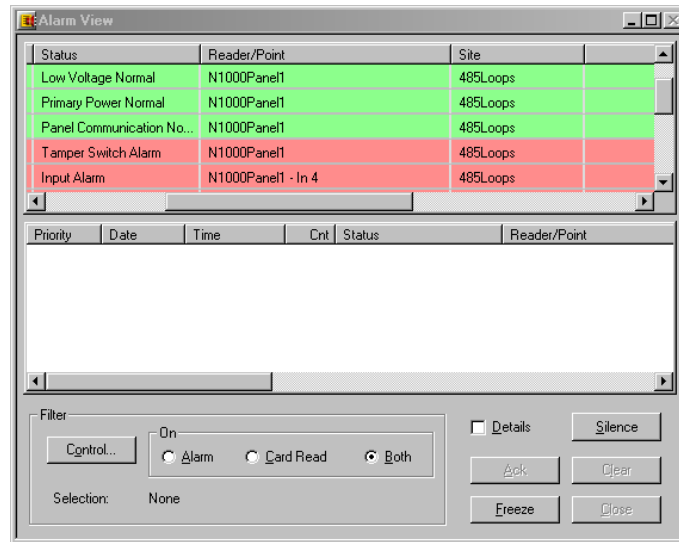 Alarm View
Status Reader/Point Site
Low Voltage Normal N1000Panel1 485Loops
Primary Power Normal N1000Panel1 485Loops
Panel Communication No... N1000Panel1 485Loops
Tamper Switch Alarm N1000Panel1 485Loops
Input Alarm N1000Panel1 - In 4 485Loops
Priority Date Time Cnt Status Reader/Point
Filter
On
Control...
Alarm Card Read Both
Selection: None
Details Silence
Ack Clear
Freeze Close